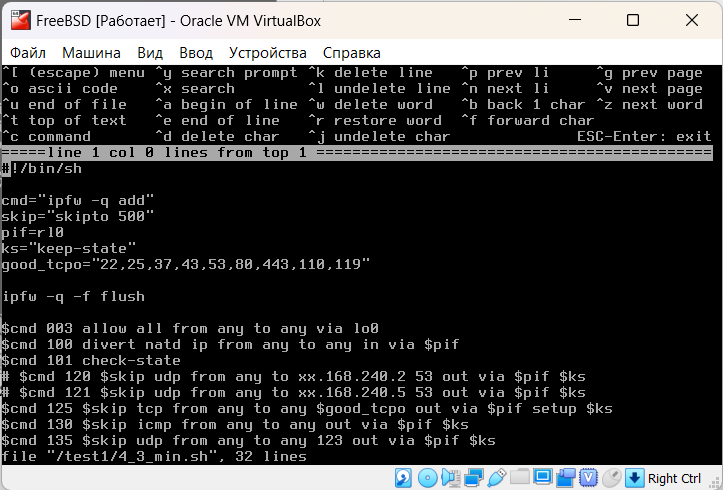 FreeBSD [Работает] - Oracle VM VirtualBox
Файл Машина Вид Ввод Устройства Справка
^[ (escape) menu ^y search prompt ^k delete line ^p prev li ^g prev page
^o ascii code ^x search ^l undelete line ^n next li ^v next page
^u end of file ^a begin of line ^w delete word ^b back 1 char ^z next word
^t top of text ^e end of line ^r restore word ^f forward char
^c command ^d delete char ^j undelete char ESC-Enter: exit
=====line 1 col 0 lines from top 1 ============================================
#!/bin/sh
cmd="ipfw -q add"
skip="skipto 500"
pif=rl0
ks="keep-state"
good_tcpo="22,25,37,43,53,80,443,110,119"
ipfw -q -f flush
$cmd 003 allow all from any to any via lo0
$cmd 100 divert natd ip from any to any in via $pif
$cmd 101 check-state
# $cmd 120 $skip udp from any to xx.168.240.2 53 out via $pif $ks
# $cmd 121 $skip udp from any to xx.168.240.5 53 out via $pif $ks
$cmd 125 $skip tcp from any to any $good_tcpo out via $pif setup $ks
$cmd 130 $skip icmp from any to any out via $pif $ks
$cmd 135 $skip udp from any to any 123 out via $pif $ks
file "/test1/4_3_min.sh", 32 lines
Right Ctrl